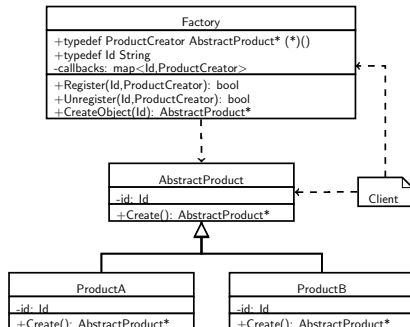 Factory
+typedef ProductCreator AbstractProduct* (*)()
+typedef Id String
-callbacks: map<Id,ProductCreator>
+Register(Id,ProductCreator): bool
+Unregister(Id,ProductCreator): bool
+CreateObject(Id): AbstractProduct*
AbstractProduct
-id: Id
+Create(): AbstractProduct*
Client
ProductA
-id: Id
+Create(): AbstractProduct*
ProductB
-id: Id
+Create(): AbstractProduct*